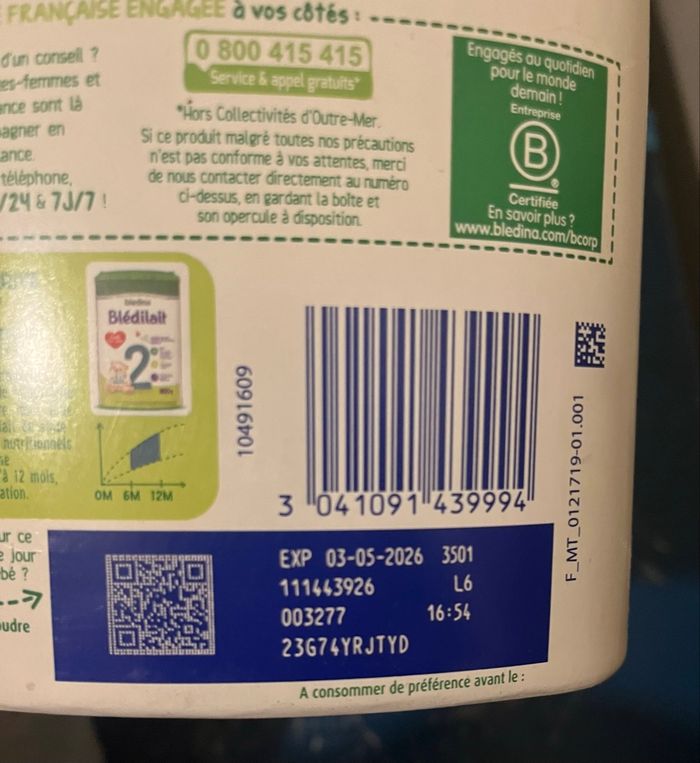 FRANÇAISE ENGAGÉE à vos côtés :
d'un conseil ?
es-femmes et
ance sont là
agner en
ance.
téléphone,
/24 & 7J/7 !
0 800 415 415
Service & appel gratuits*
*Hors Collectivités d'Outre-Mer.
Si ce produit malgré toutes nos précautions
n'est pas conforme à vos attentes, merci
de nous contacter directement au numéro
ci-dessus, en gardant la boîte et
son opercule à disposition.
Engagés au quotidien
pour le monde
demain !
Entreprise
B
®
Certifiée
En savoir plus ?
www.bledina.com/bcorp
nutritionnels
à 12 mois,
ation.
blédina
Blédilait
2
0M 6M 12M
10491609
3 041091 439994
F_MT_0121719-01.001
ur ce
e jour
bé ?
oudre
EXP 03-05-2026 3S01
111443926 L6
003277 16:54
23G74YRJTYD
A consommer de préférence avant le :